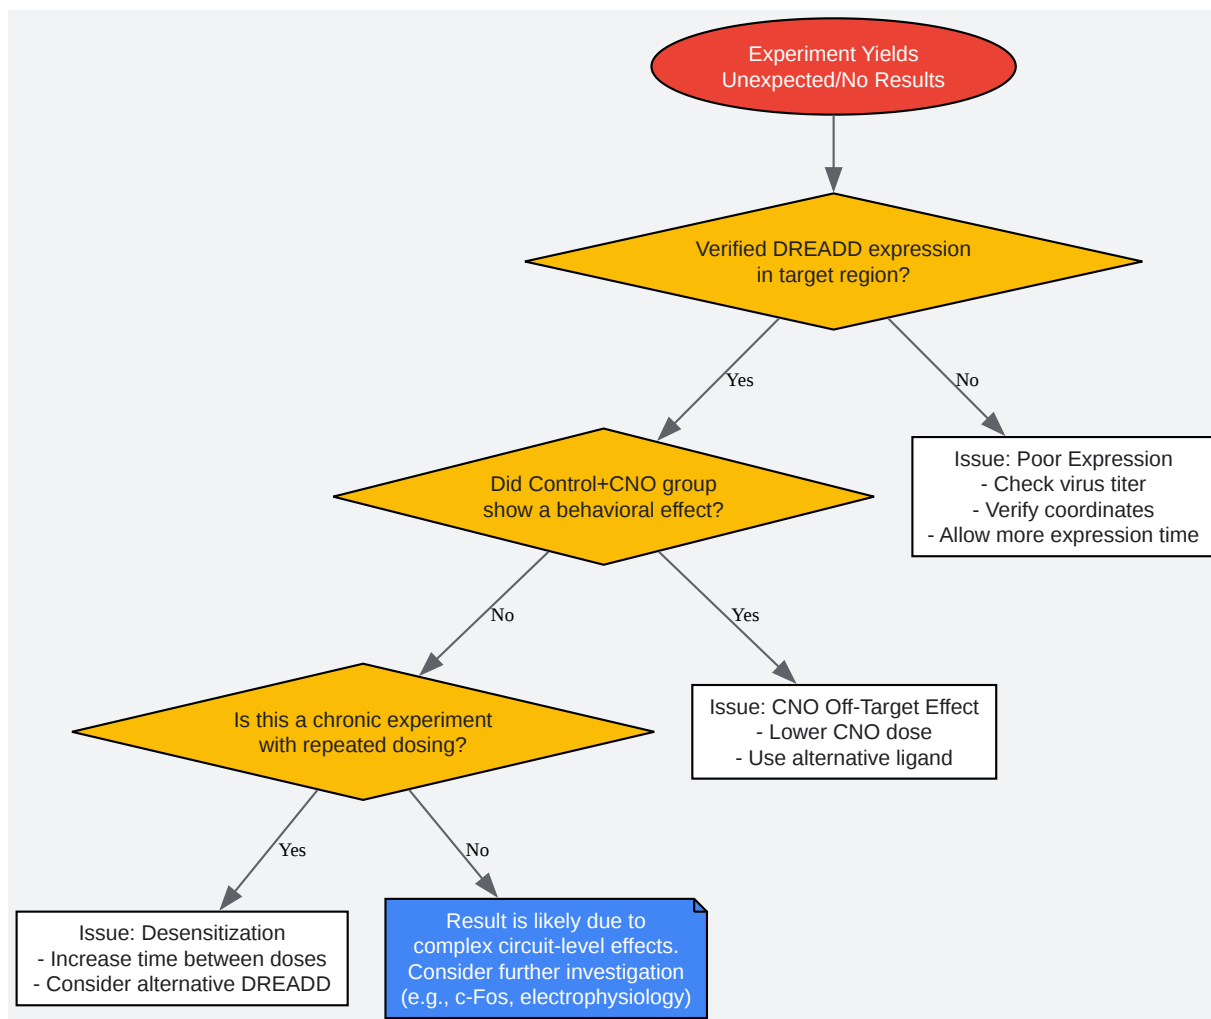 Experiment Yields
Unexpected/No Results
Verified DREADD expression
in target region?
Yes
No
Did Control+CNO group
show a behavioral effect?
Issue: Poor Expression
- Check virus titer
- Verify coordinates
- Allow more expression time
No
Yes
Is this a chronic experiment
with repeated dosing?
Issue: CNO Off-Target Effect
- Lower CNO dose
- Use alternative ligand
Yes
No
Issue: Desensitization
- Increase time between doses
- Consider alternative DREADD
Result is likely due to
complex circuit-level effects.
Consider further investigation
(e.g., c-Fos, electrophysiology)